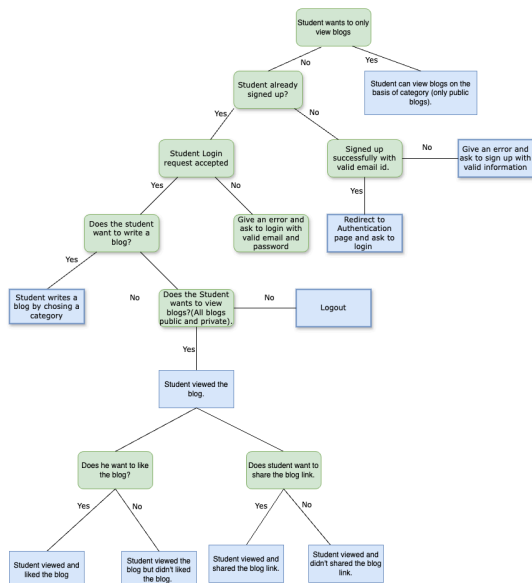 Student wants to only
view blogs
No
Yes
Student already
signed up?
Student can view blogs on the
basis of category (only public
blogs).
Yes
No
Student Login
request accepted
Signed up
successfully with
valid email id.
No
Give an error and
ask to sign up with
valid information
Yes
No
Yes
Does the student
want to write a
blog?
Give an error and
ask to login with
valid email and
password
Redirect to
Authentication
page and ask to
login
Yes
No
Student writes a
blog by chosing a
category
Does the Student
wants to view
blogs?(All blogs
public and private).
No
Logout
Yes
Student viewed the
blog.
Does he want to like
the blog?
Does student want to
share the blog link.
Yes
No
Yes
No
Student viewed and
liked the blog
Student viewed the
blog but didn't liked
the blog.
Student viewed and
shared the blog link.
Student viewed and
didn't shared the blog
link.